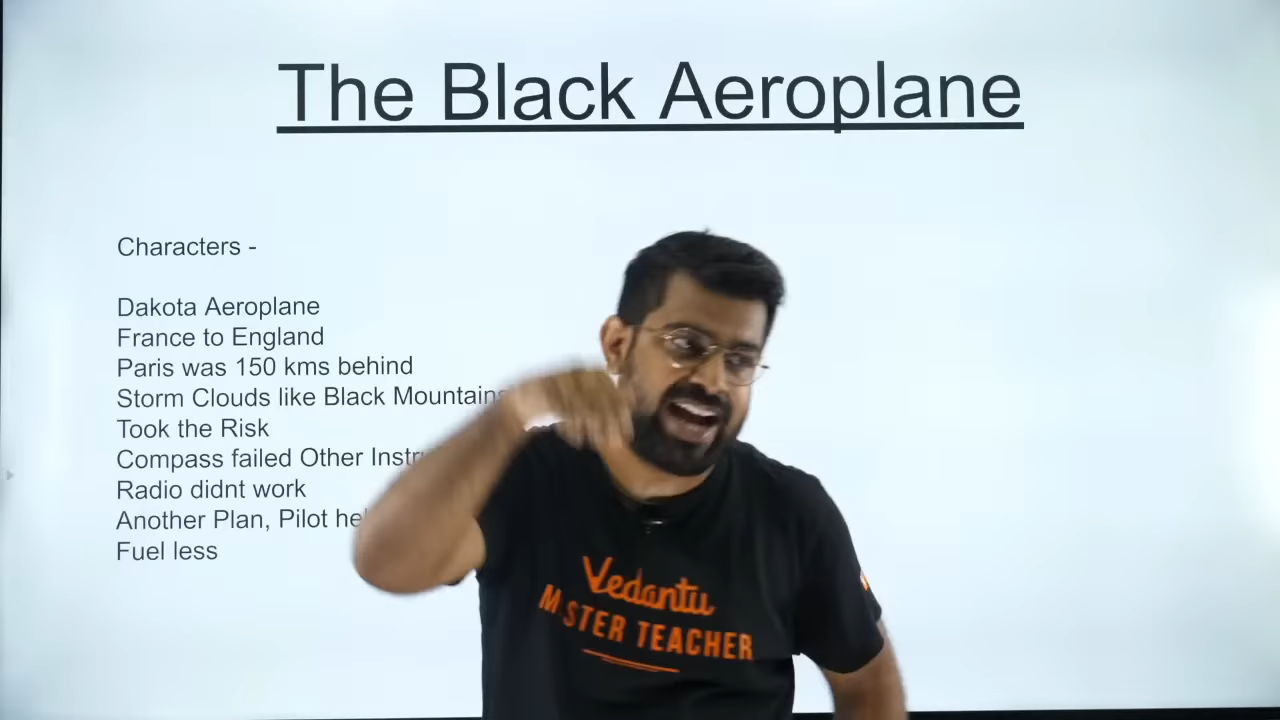 The Black Aeroplane
Characters -
Dakota Aeroplane
France to England
Paris was 150 kms behind
Storm Clouds like Black Mountains
Took the Risk
Compass failed Other
Radio didnt work
Another Plan, Pilot
Fuel less
Vedantu
MASTER TEACHER